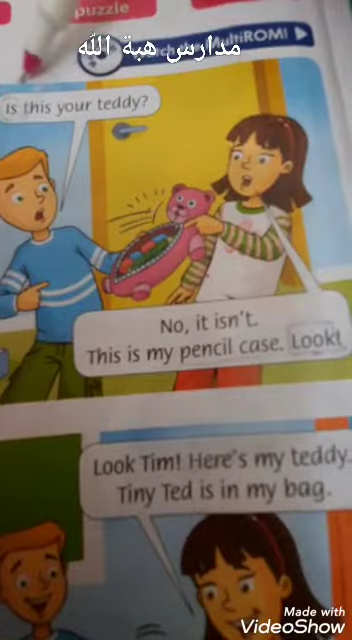 puzzle
مدارس هبة الله
MultiROM!
Is this your teddy?
No, it isn't.
This is my pencil case. Look!
Look Tim! Here's my teddy.
Tiny Ted is in my bag.
Made with
VideoShow